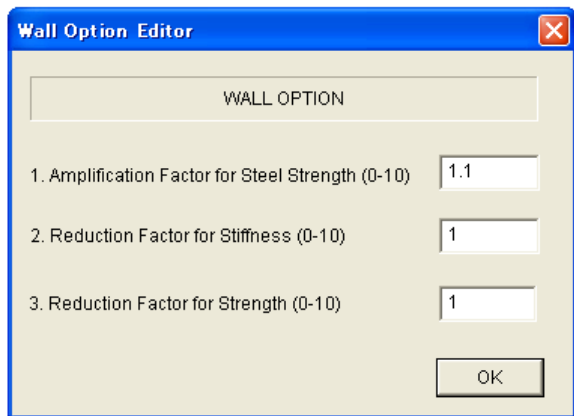 Wall Option Editor
WALL OPTION
1. Amplification Factor for Steel Strength (0-10) 1.1
2. Reduction Factor for Stiffness (0-10) 1
3. Reduction Factor for Strength (0-10) 1
OK